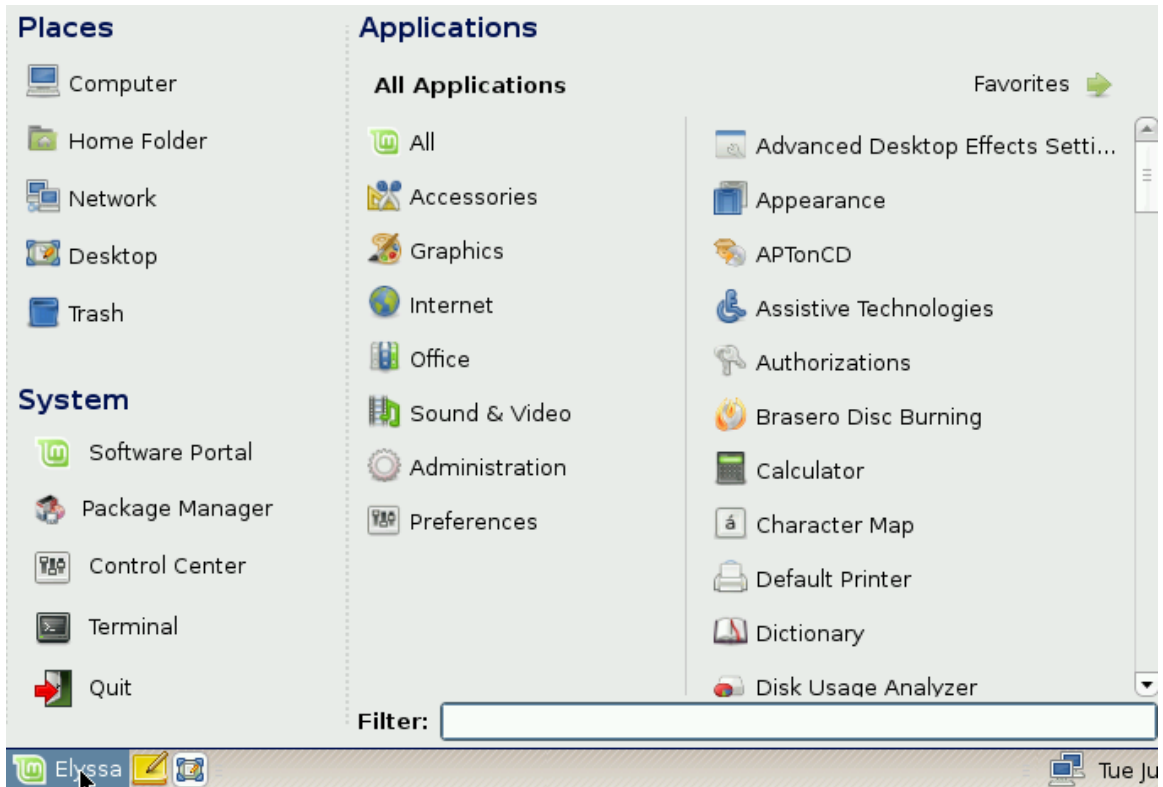 Places
Computer
Home Folder
Network
Desktop
Trash
System
Software Portal
Package Manager
Control Center
Terminal
Quit
Applications
All Applications
Favorites
All
Accessories
Graphics
Internet
Office
Sound & Video
Administration
Preferences
Advanced Desktop Effects Setti...
Appearance
APTonCD
Assistive Technologies
Authorizations
Brasero Disc Burning
Calculator
á Character Map
Default Printer
Dictionary
Disk Usage Analyzer
Filter:
Elyssa
Tue Ju